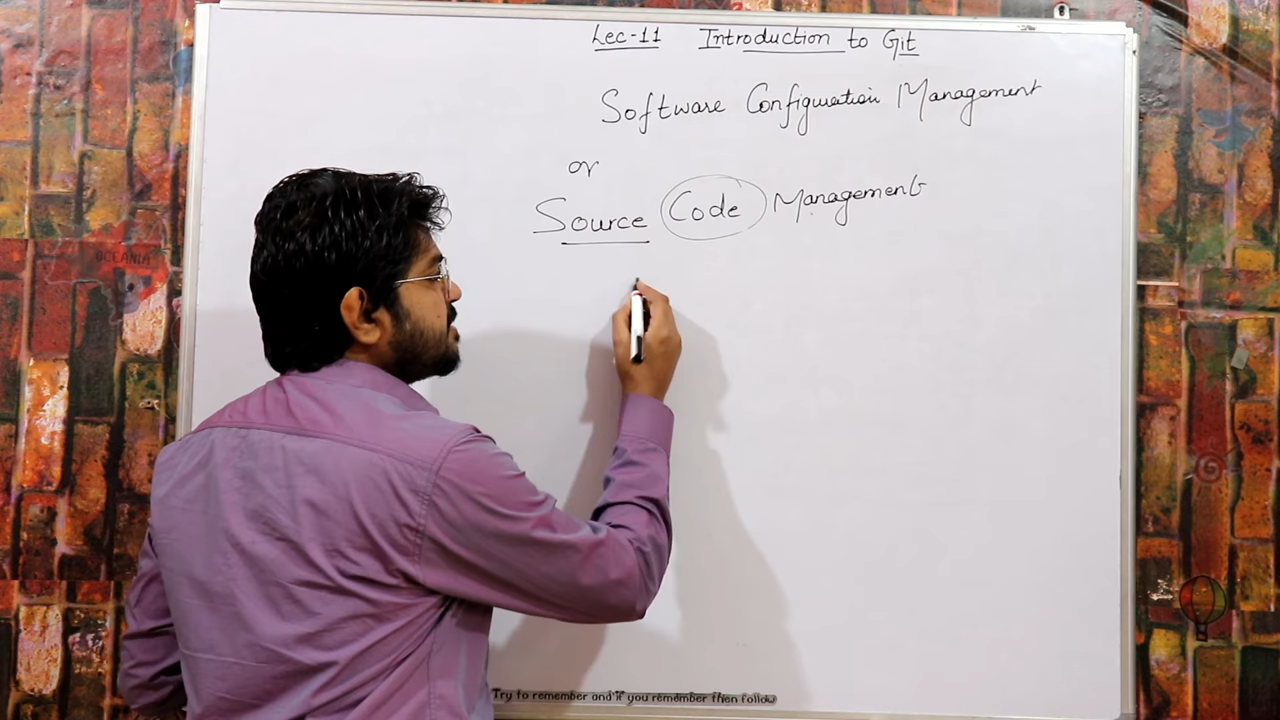 Lec-11 Introduction to Git
Software Configuration Management
or
Source Code Management
OCEANIA
Try to remember and if you remember then follow